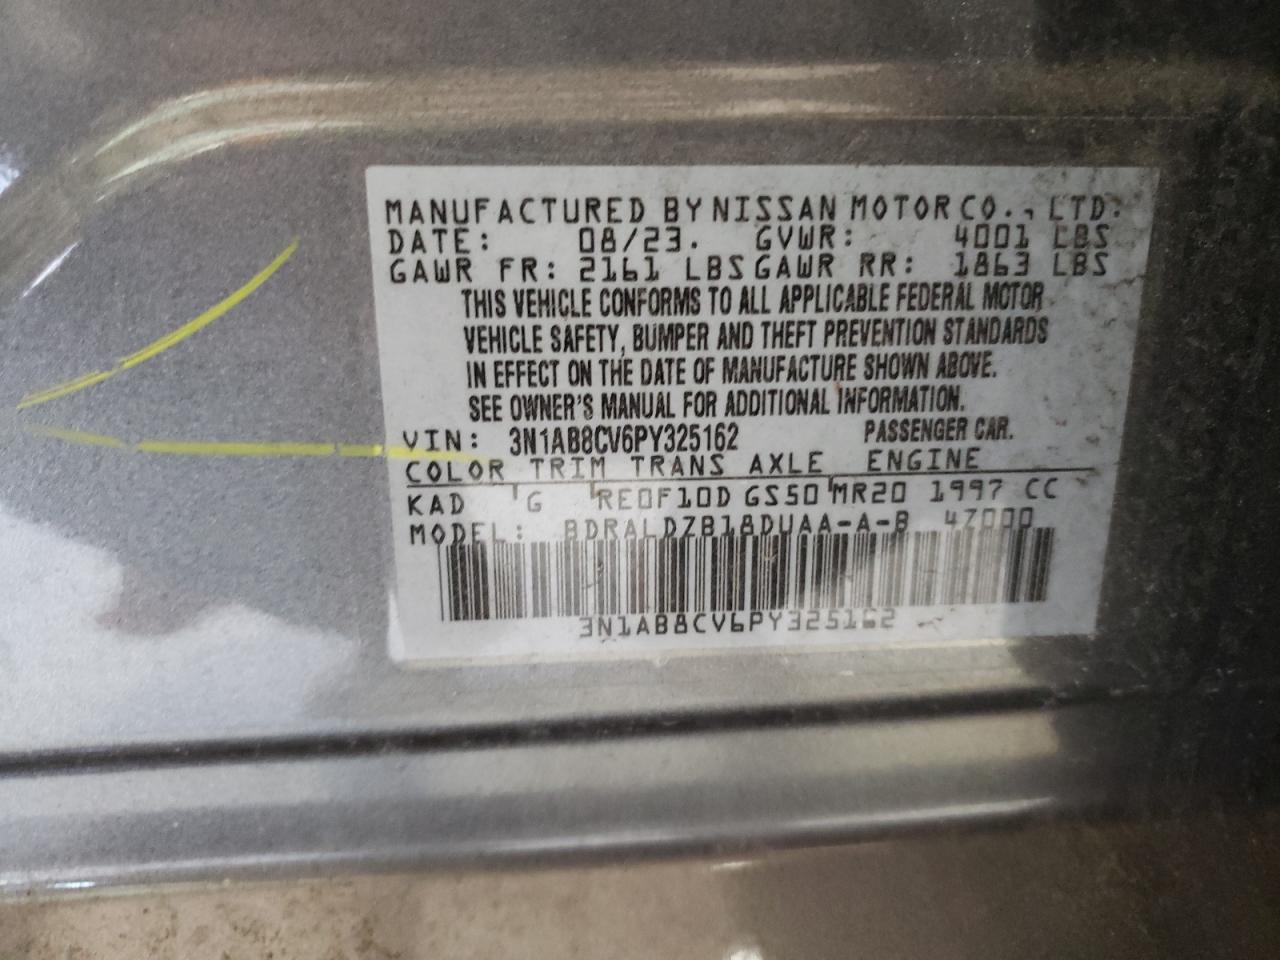 MANUFACTURED BY NISSAN MOTOR CO., LTD.
DATE: 08/23. GVWR: 4001 LBS
GAWR FR: 2161 LBS GAWR RR: 1863 LBS
THIS VEHICLE CONFORMS TO ALL APPLICABLE FEDERAL MOTOR
VEHICLE SAFETY, BUMPER AND THEFT PREVENTION STANDARDS
IN EFFECT ON THE DATE OF MANUFACTURE SHOWN ABOVE.
SEE OWNER'S MANUAL FOR ADDITIONAL INFORMATION.
VIN: 3N1AB8CV6PY325162 PASSENGER CAR.
COLOR TRIM TRANS AXLE ENGINE
KAD G RE0F10D GS50 MR20 1997 CC
MODEL: BDRALDZB18DUAA-A-B 47000
3N1AB8CV6PY325162